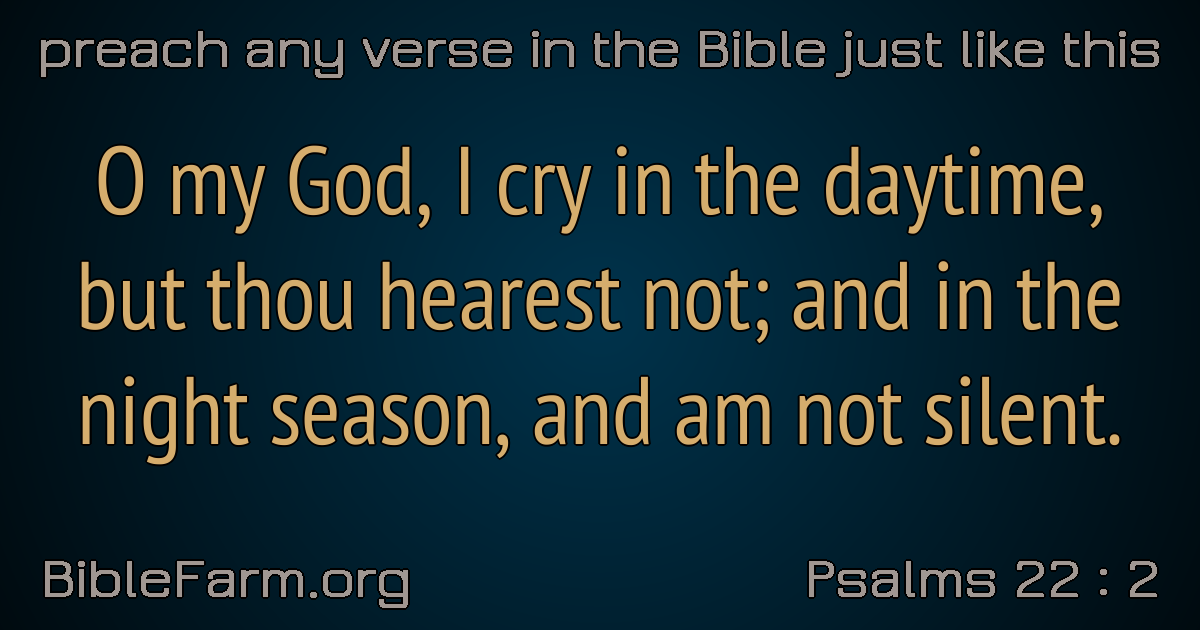 preach any verse in the Bible just like this
O my God, I cry in the daytime,
but thou hearest not; and in the
night season, and am not silent.
BibleFarm.org
Psalms 22 : 2